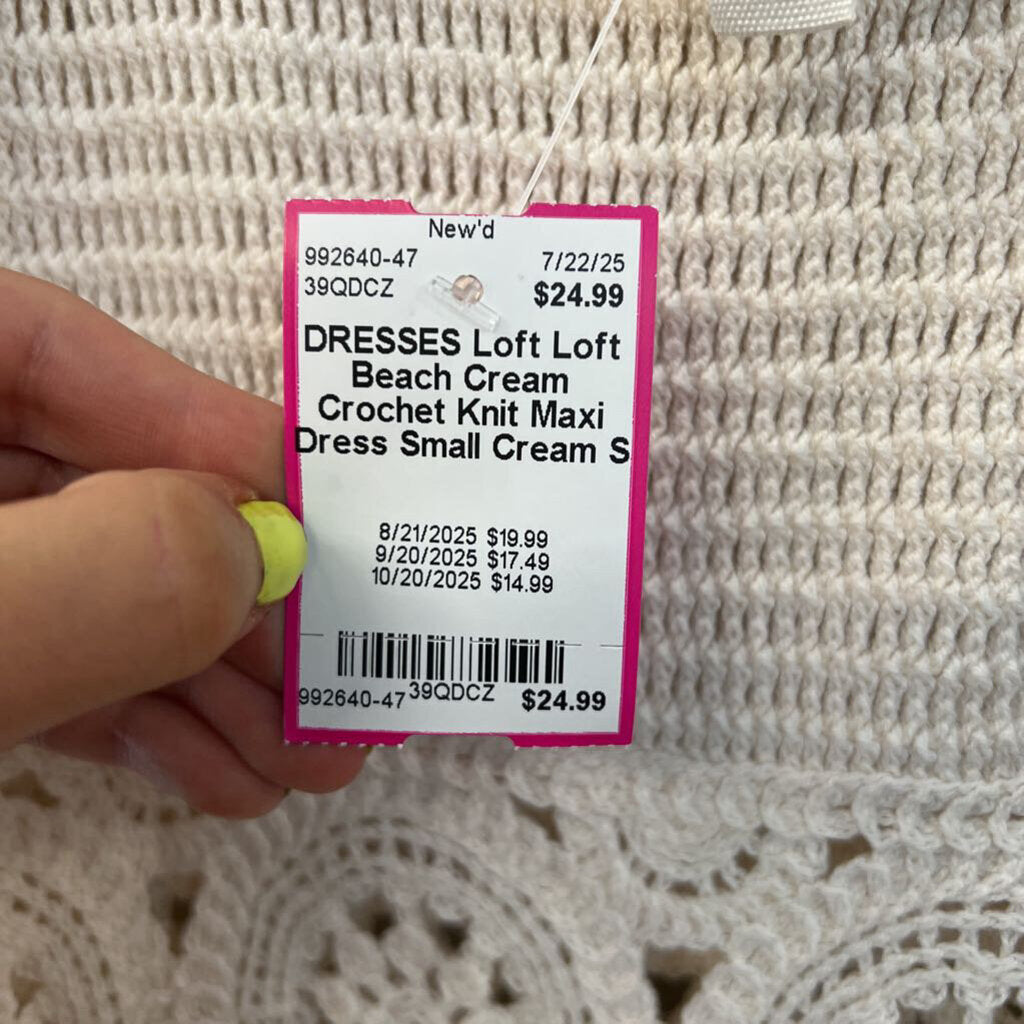 New'd
992640-47 7/22/25
39QDCZ $24.99
DRESSES Loft Loft
Beach Cream
Crochet Knit Maxi
Dress Small Cream S
8/21/2025 $19.99
9/20/2025 $17.49
10/20/2025 $14.99
992640-47 39QDCZ $24.99